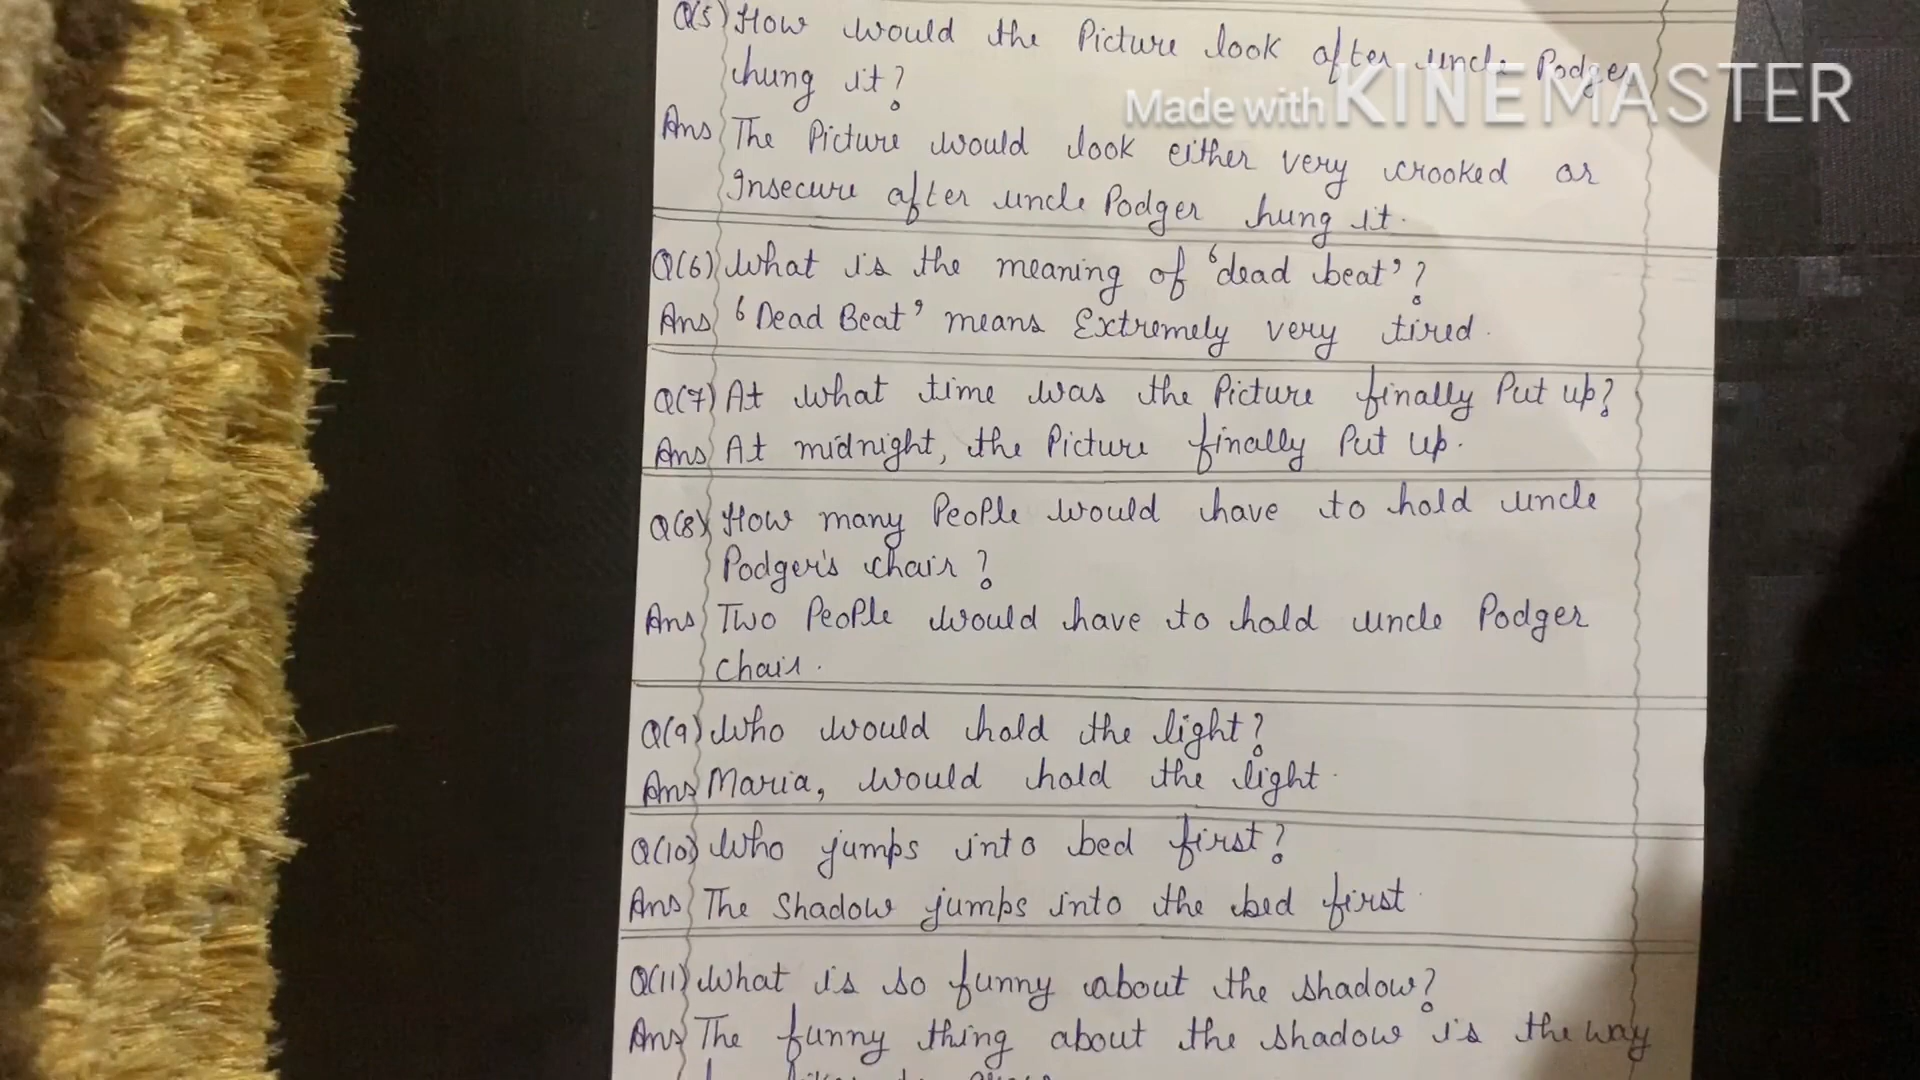 Q(5) How would the Picture look after uncle Podger
hung it?
Made with KINEMASTER
Ans The Picture would look either very crooked or
Insecure after uncle Podger hung it.
Q(6) What is the meaning of 'dead beat'?
Ans 'Dead Beat' means Extremely very tired.
Q(7) At what time was the Picture finally Put up?
Ans At midnight, the Picture finally Put up.
Q(8) How many People would have to hold uncle
Podger's chair?
Ans Two People would have to hold uncle Podger
chair.
Q(9) Who would hold the light?
Ans Maria, would hold the light.
Q(10) Who jumps into bed first?
Ans The Shadow jumps into the bed first.
Q(11) What is so funny about the shadow?
Ans The funny thing about the shadow is the way